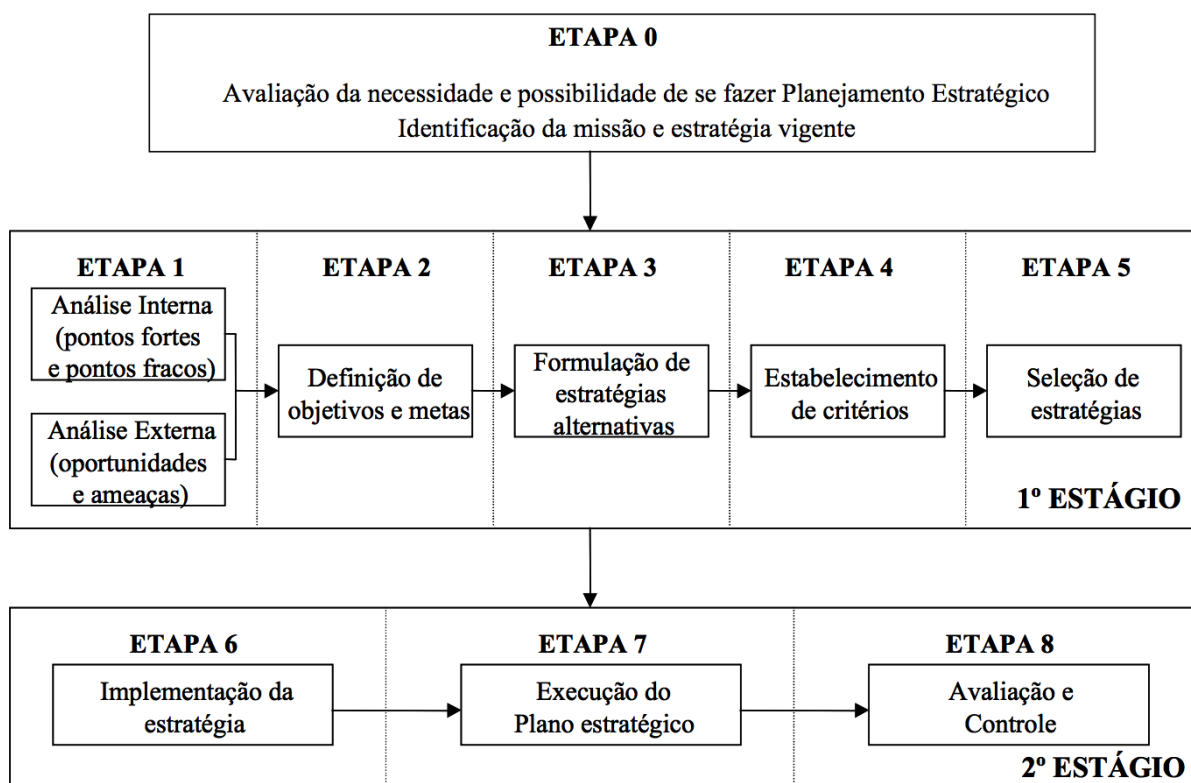 ETAPA 0
Avaliação da necessidade e possibilidade de se fazer Planejamento Estratégico
Identificação da missão e estratégia vigente
ETAPA 1
Análise Interna
(pontos fortes
e pontos fracos)
Análise Externa
(oportunidades
e ameaças)
ETAPA 2
Definição de
objetivos e metas
ETAPA 3
Formulação de
estratégias
alternativas
ETAPA 4
Estabelecimento
de critérios
ETAPA 5
Seleção de
estratégias
1º ESTÁGIO
ETAPA 6
Implementação da
estratégia
ETAPA 7
Execução do
Plano estratégico
ETAPA 8
Avaliação e
Controle
2º ESTÁGIO